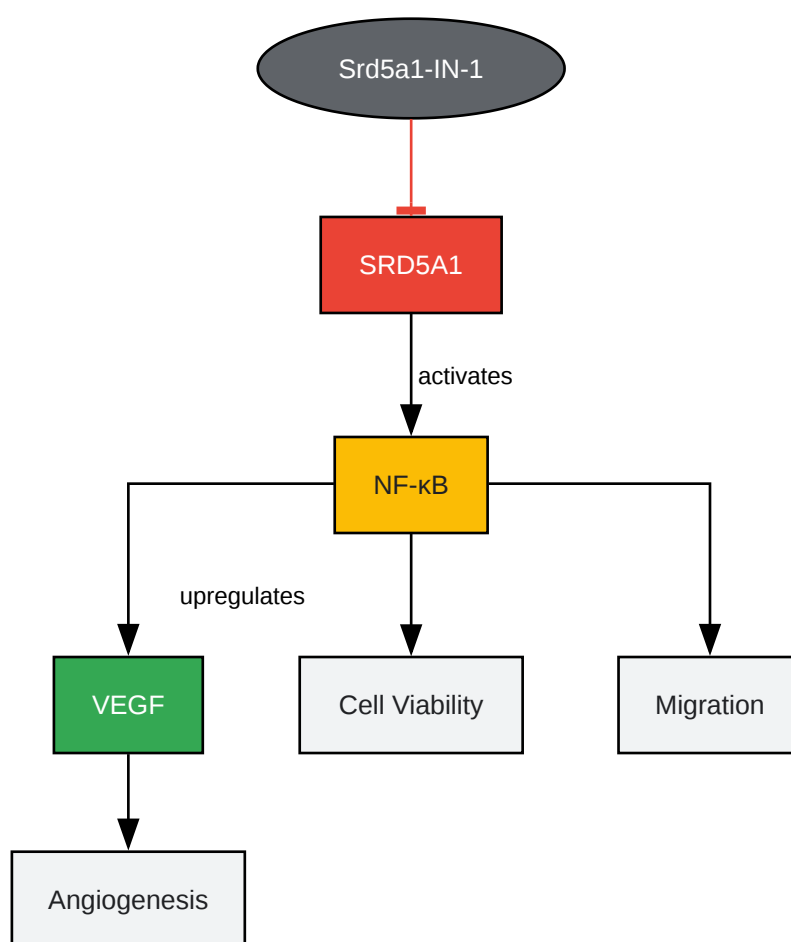 Srd5a1-IN-1
SRD5A1
activates
NF-κB
upregulates
VEGF
Cell Viability
Migration
Angiogenesis